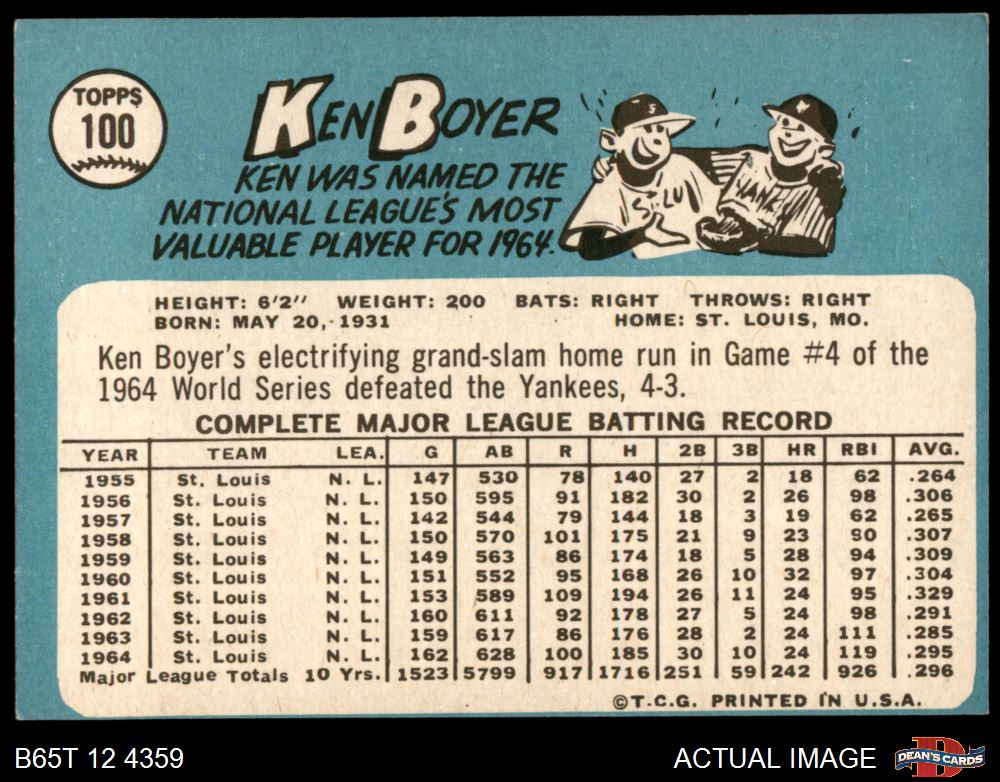 TOPPS
100
KEN BOYER
KEN WAS NAMED THE
NATIONAL LEAGUE'S MOST
VALUABLE PLAYER FOR 1964.
S
ST. LU
YANK
HEIGHT: 6'2" WEIGHT: 200 BATS: RIGHT THROWS: RIGHT
BORN: MAY 20, 1931 HOME: ST. LOUIS, MO.
Ken Boyer's electrifying grand-slam home run in Game #4 of the
1964 World Series defeated the Yankees, 4-3.
COMPLETE MAJOR LEAGUE BATTING RECORD
YEAR TEAM LEA. G AB R H 2B 3B HR RBI AVG.
1955 St. Louis N. L. 147 530 78 140 27 2 18 62 .264
1956 St. Louis N. L. 150 595 91 182 30 2 26 98 .306
1957 St. Louis N. L. 142 544 79 144 18 3 19 62 .265
1958 St. Louis N. L. 150 570 101 175 21 9 23 90 .307
1959 St. Louis N. L. 149 563 86 174 18 5 28 94 .309
1960 St. Louis N. L. 151 552 95 168 26 10 32 97 .304
1961 St. Louis N. L. 153 589 109 194 26 11 24 95 .329
1962 St. Louis N. L. 160 611 92 178 27 5 24 98 .291
1963 St. Louis N. L. 159 617 86 176 28 2 24 111 .285
1964 St. Louis N. L. 162 628 100 185 30 10 24 119 .295
Major League Totals 10 Yrs. 1523 5799 917 1716 251 59 242 926 .296
©T.C.G. PRINTED IN U.S.A.
B65T 12 4359 ACTUAL IMAGE
D
DEAN'S CARDS